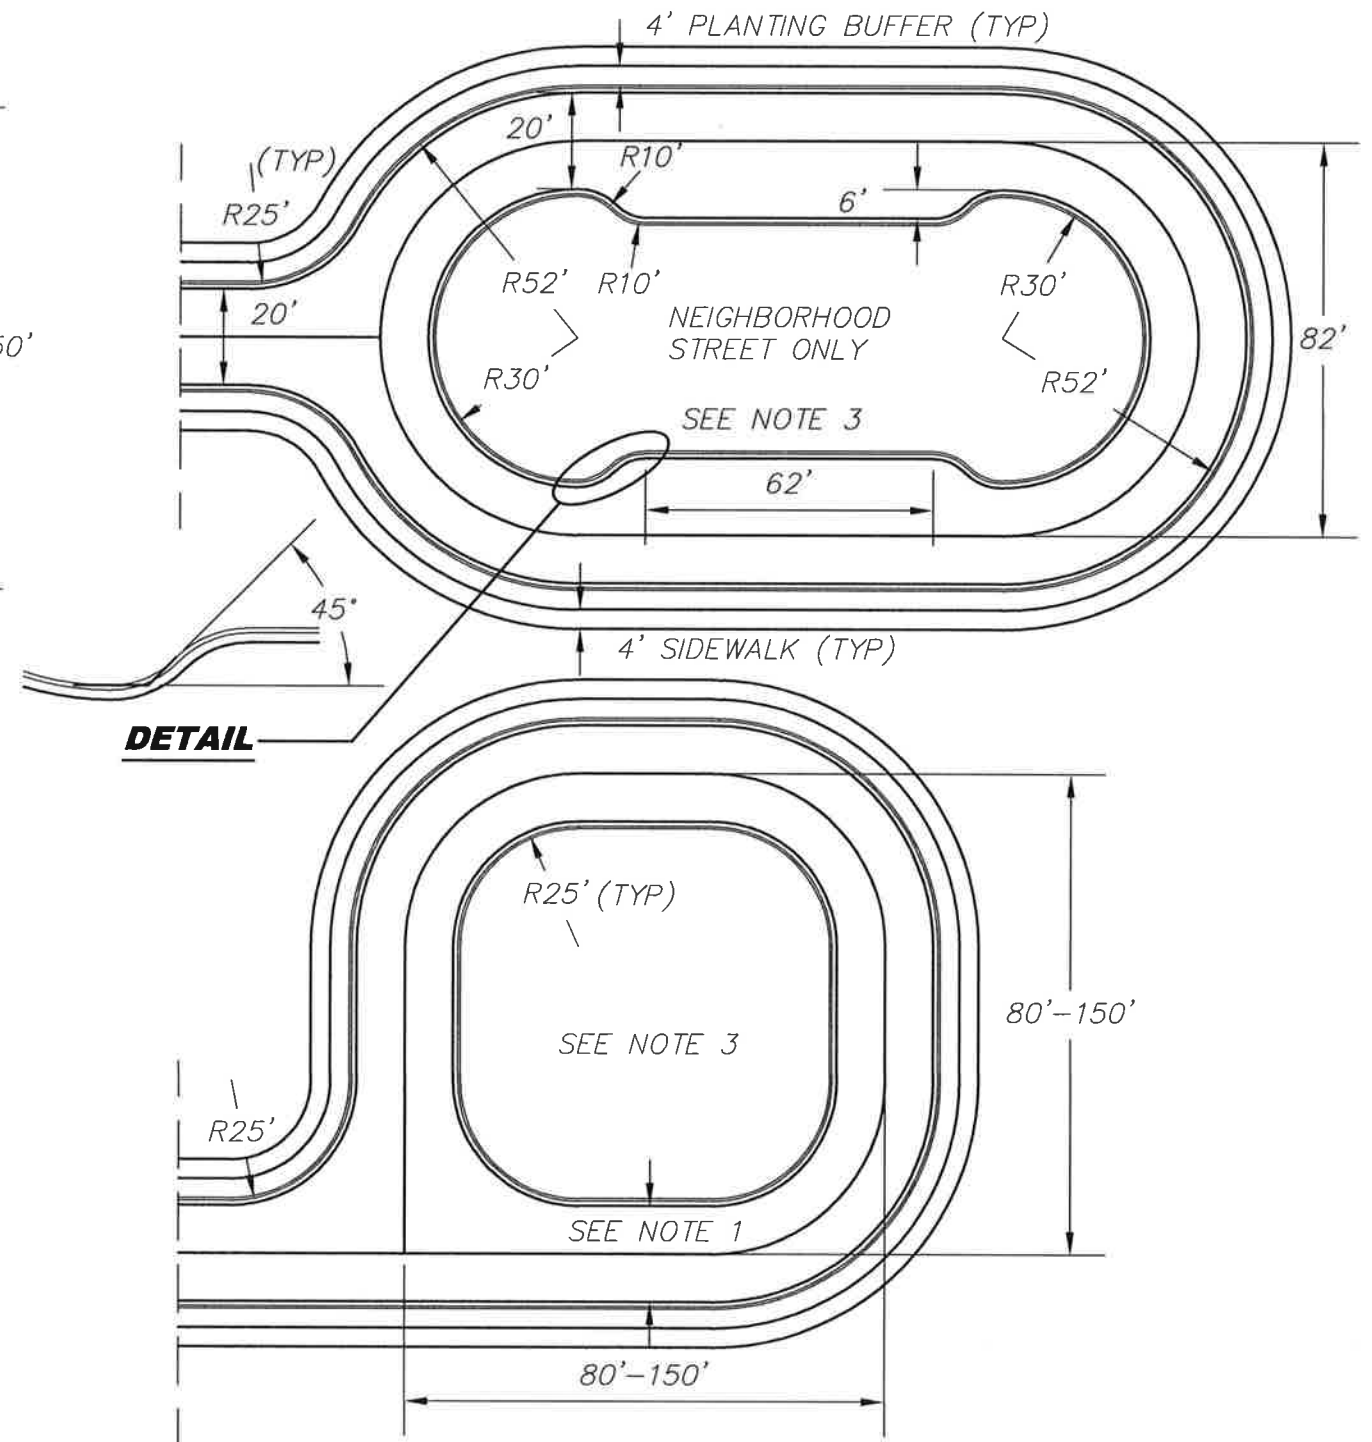 4' PLANTING BUFFER (TYP)
20'
(TYP)
R10'
R25'
6'
R52'
R10'
R30'
20'
NEIGHBORHOOD
STREET ONLY
82'
R30'
R52'
SEE NOTE 3
62'
45°
4' SIDEWALK (TYP)
DETAIL
R25' (TYP)
80'-150'
SEE NOTE 3
R25'
SEE NOTE 1
80'-150'